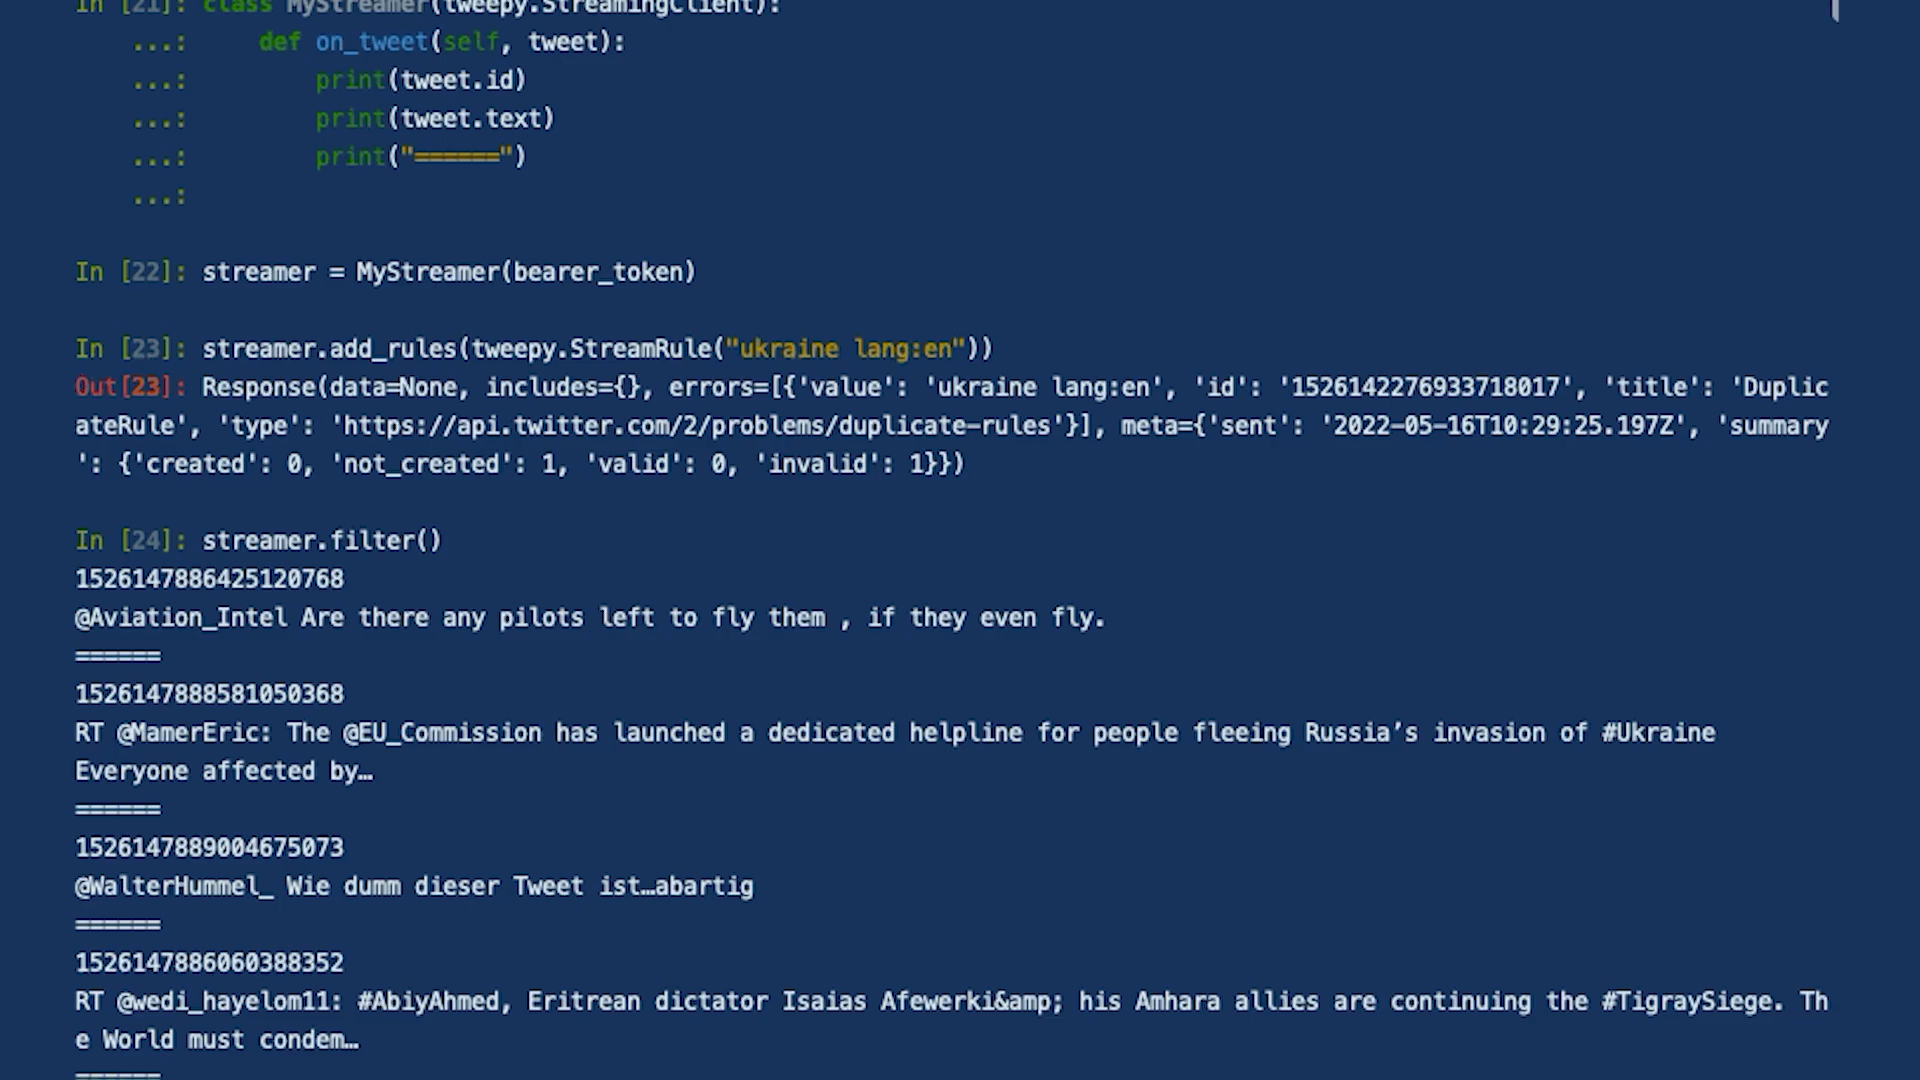 In [21]: class MyStreamer(tweepy.StreamingClient):
...: def on_tweet(self, tweet):
...: print(tweet.id)
...: print(tweet.text)
...: print("======")
...:
In [22]: streamer = MyStreamer(bearer_token)
In [23]: streamer.add_rules(tweepy.StreamRule("ukraine lang:en"))
Out[23]: Response(data=None, includes={}, errors=[{'value': 'ukraine lang:en', 'id': '1526142276933718017', 'title': 'Duplic
ateRule', 'type': 'https://api.twitter.com/2/problems/duplicate-rules'}], meta={'sent': '2022-05-16T10:29:25.197Z', 'summary
': {'created': 0, 'not_created': 1, 'valid': 0, 'invalid': 1}})
In [24]: streamer.filter()
1526147886425120768
@Aviation_Intel Are there any pilots left to fly them , if they even fly.
======
1526147888581050368
RT @MamerEric: The @EU_Commission has launched a dedicated helpline for people fleeing Russia’s invasion of #Ukraine
Everyone affected by…
======
1526147889004675073
@WalterHummel_ Wie dumm dieser Tweet ist…abartig
======
1526147886060388352
RT @wedi_hayelom11: #AbiyAhmed, Eritrean dictator Isaias Afewerki&amp; his Amhara allies are continuing the #TigraySiege. Th
e World must condem…
======